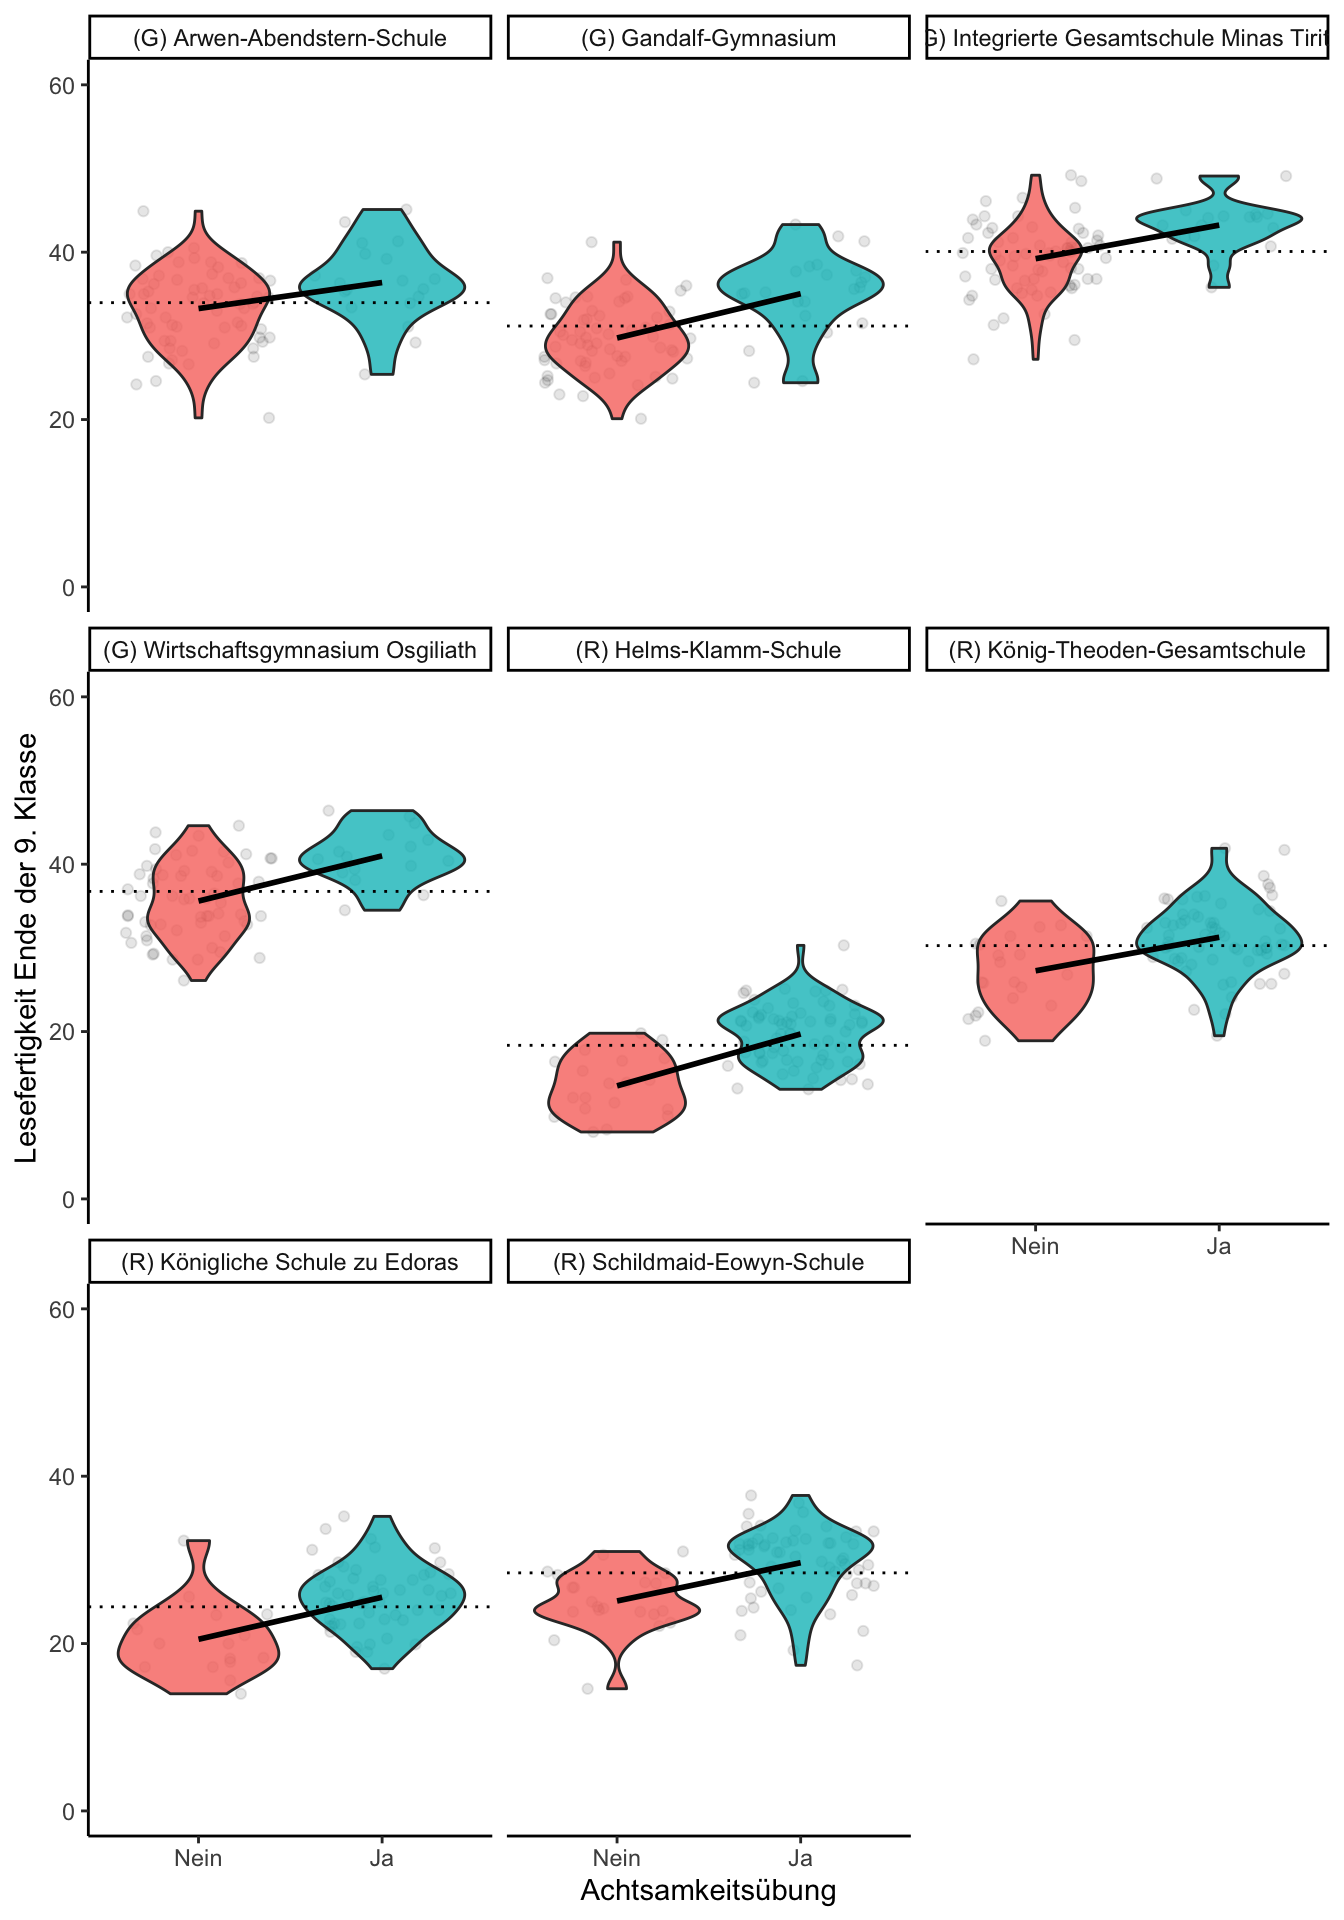 (G) Arwen-Abendstern-Schule
(G) Gandalf-Gymnasium
G) Integrierte Gesamtschule Minas Tirit
60
40
20
0
(G) Wirtschaftsgymnasium Osgiliath
(R) Helms-Klamm-Schule
(R) König-Theoden-Gesamtschule
60
40
20
0
Nein
Ja
Lesefertigkeit Ende der 9. Klasse
(R) Königliche Schule zu Edoras
(R) Schildmaid-Eowyn-Schule
60
40
20
0
Nein
Ja
Nein
Ja
Achtsamkeitsübung